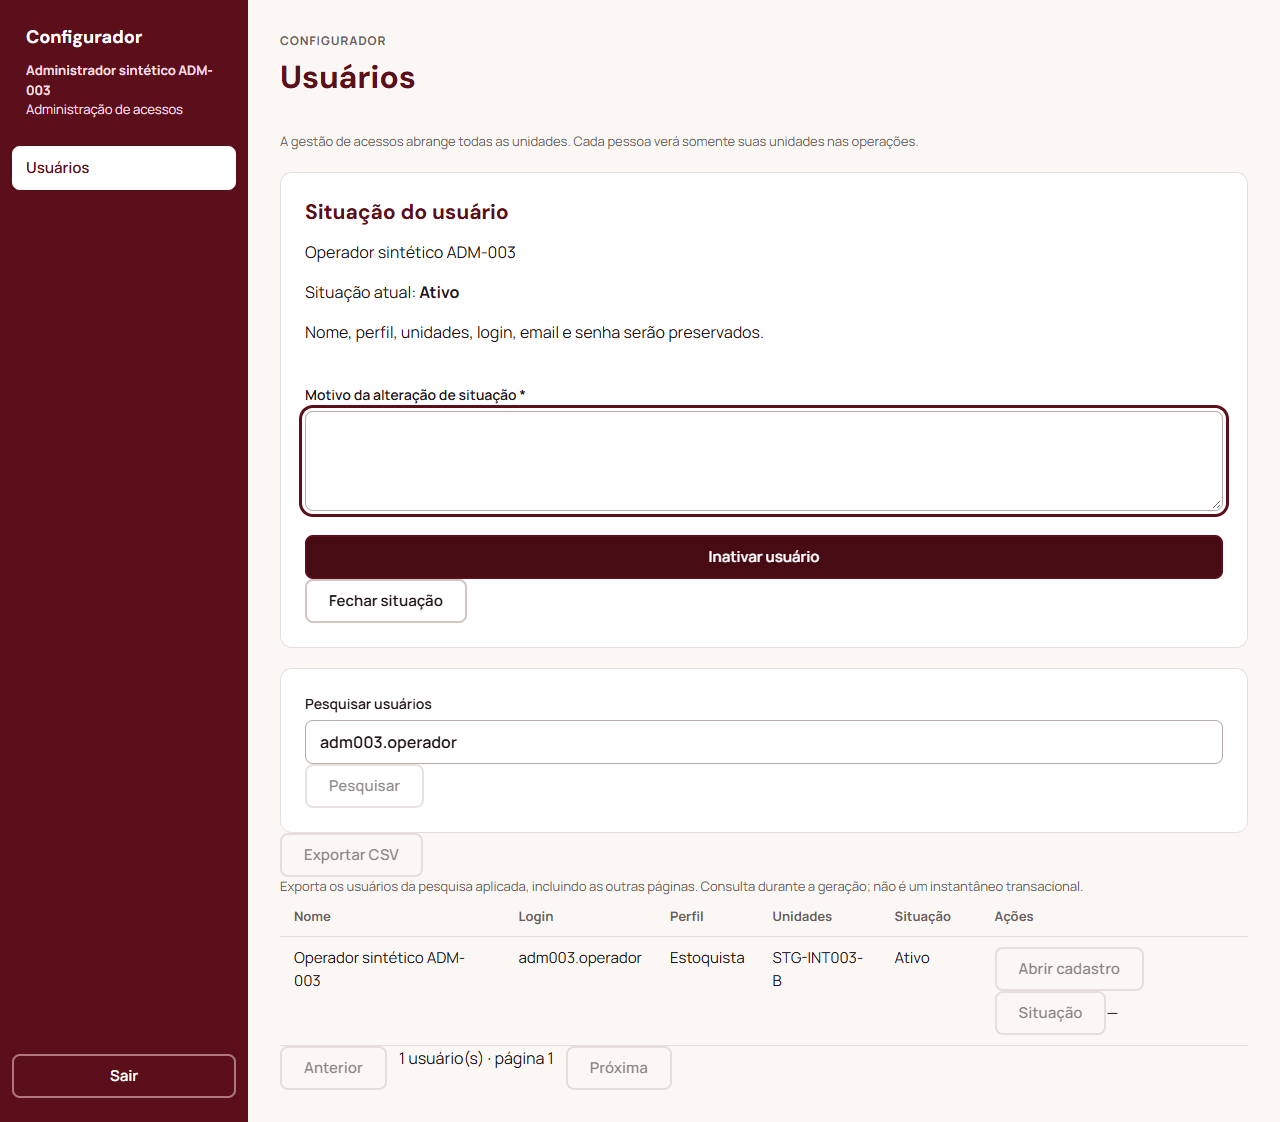 Configurador
Administrador sintético ADM-
003
Administração de acessos
Usuários
Sair
CONFIGURADOR
Usuários
A gestão de acessos abrange todas as unidades. Cada pessoa verá somente suas unidades nas operações.
Situação do usuário
Operador sintético ADM-003
Situação atual: Ativo
Nome, perfil, unidades, login, email e senha serão preservados.
Motivo da alteração de situação *
Inativar usuário
Fechar situação
Pesquisar usuários
adm003.operador
Pesquisar
Exportar CSV
Exporta os usuários da pesquisa aplicada, incluindo as outras páginas. Consulta durante a geração; não é um instantâneo transacional.
Nome Login Perfil Unidades Situação Ações
Operador sintético ADM- adm003.operador Estoquista STG-INT003- Ativo Abrir cadastro
003 B
Situação —
Anterior 1 usuário(s) · página 1 Próxima